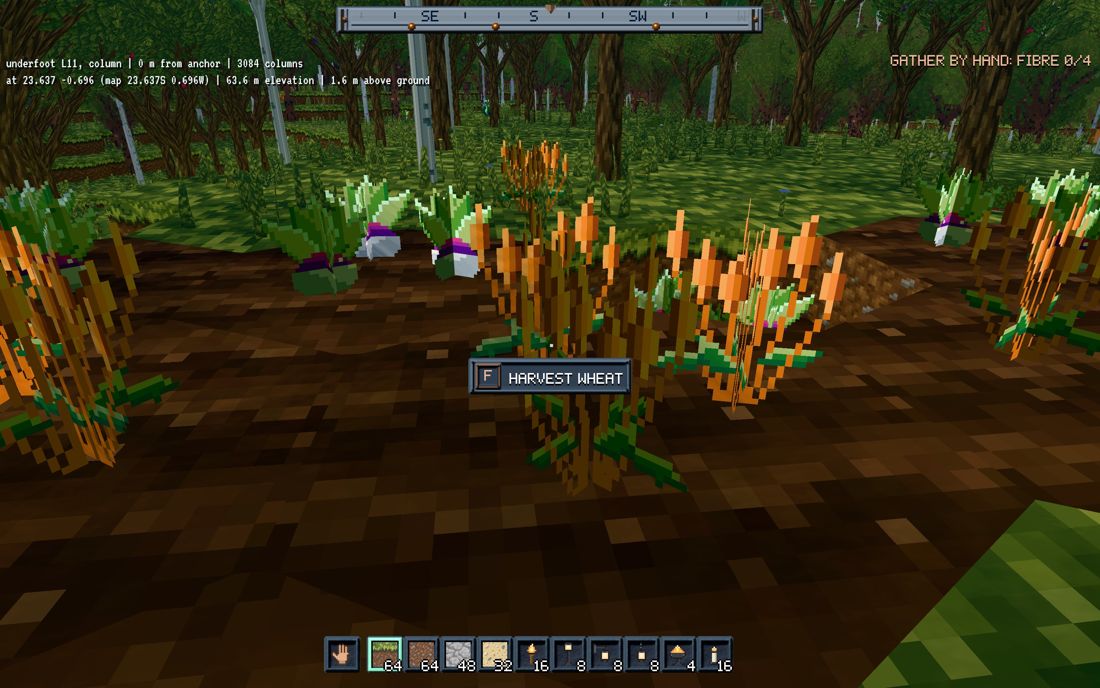 SE S SW W
underfoot L11, column | 0 m from anchor | 3084 columns
at 23.637 -0.696 (map 23.637S 0.696W) | 63.6 m elevation | 1.6 m above ground
GATHER BY HAND: FIBRE 0/4
F HARVEST WHEAT
64 64 48 32 16 8 8 8 4 16